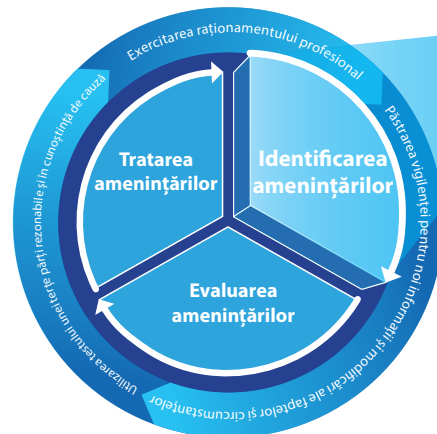 Exercitarea raționamentului profesional
Păstrarea vigilenței pentru noi informații și modificări ale faptelor și circumstanțelor
Utilizarea testului unei terțe părți rezonabile și în cunoștință de cauză
Identificarea
amenințărilor
Evaluarea
amenințărilor
Tratarea
amenințărilor